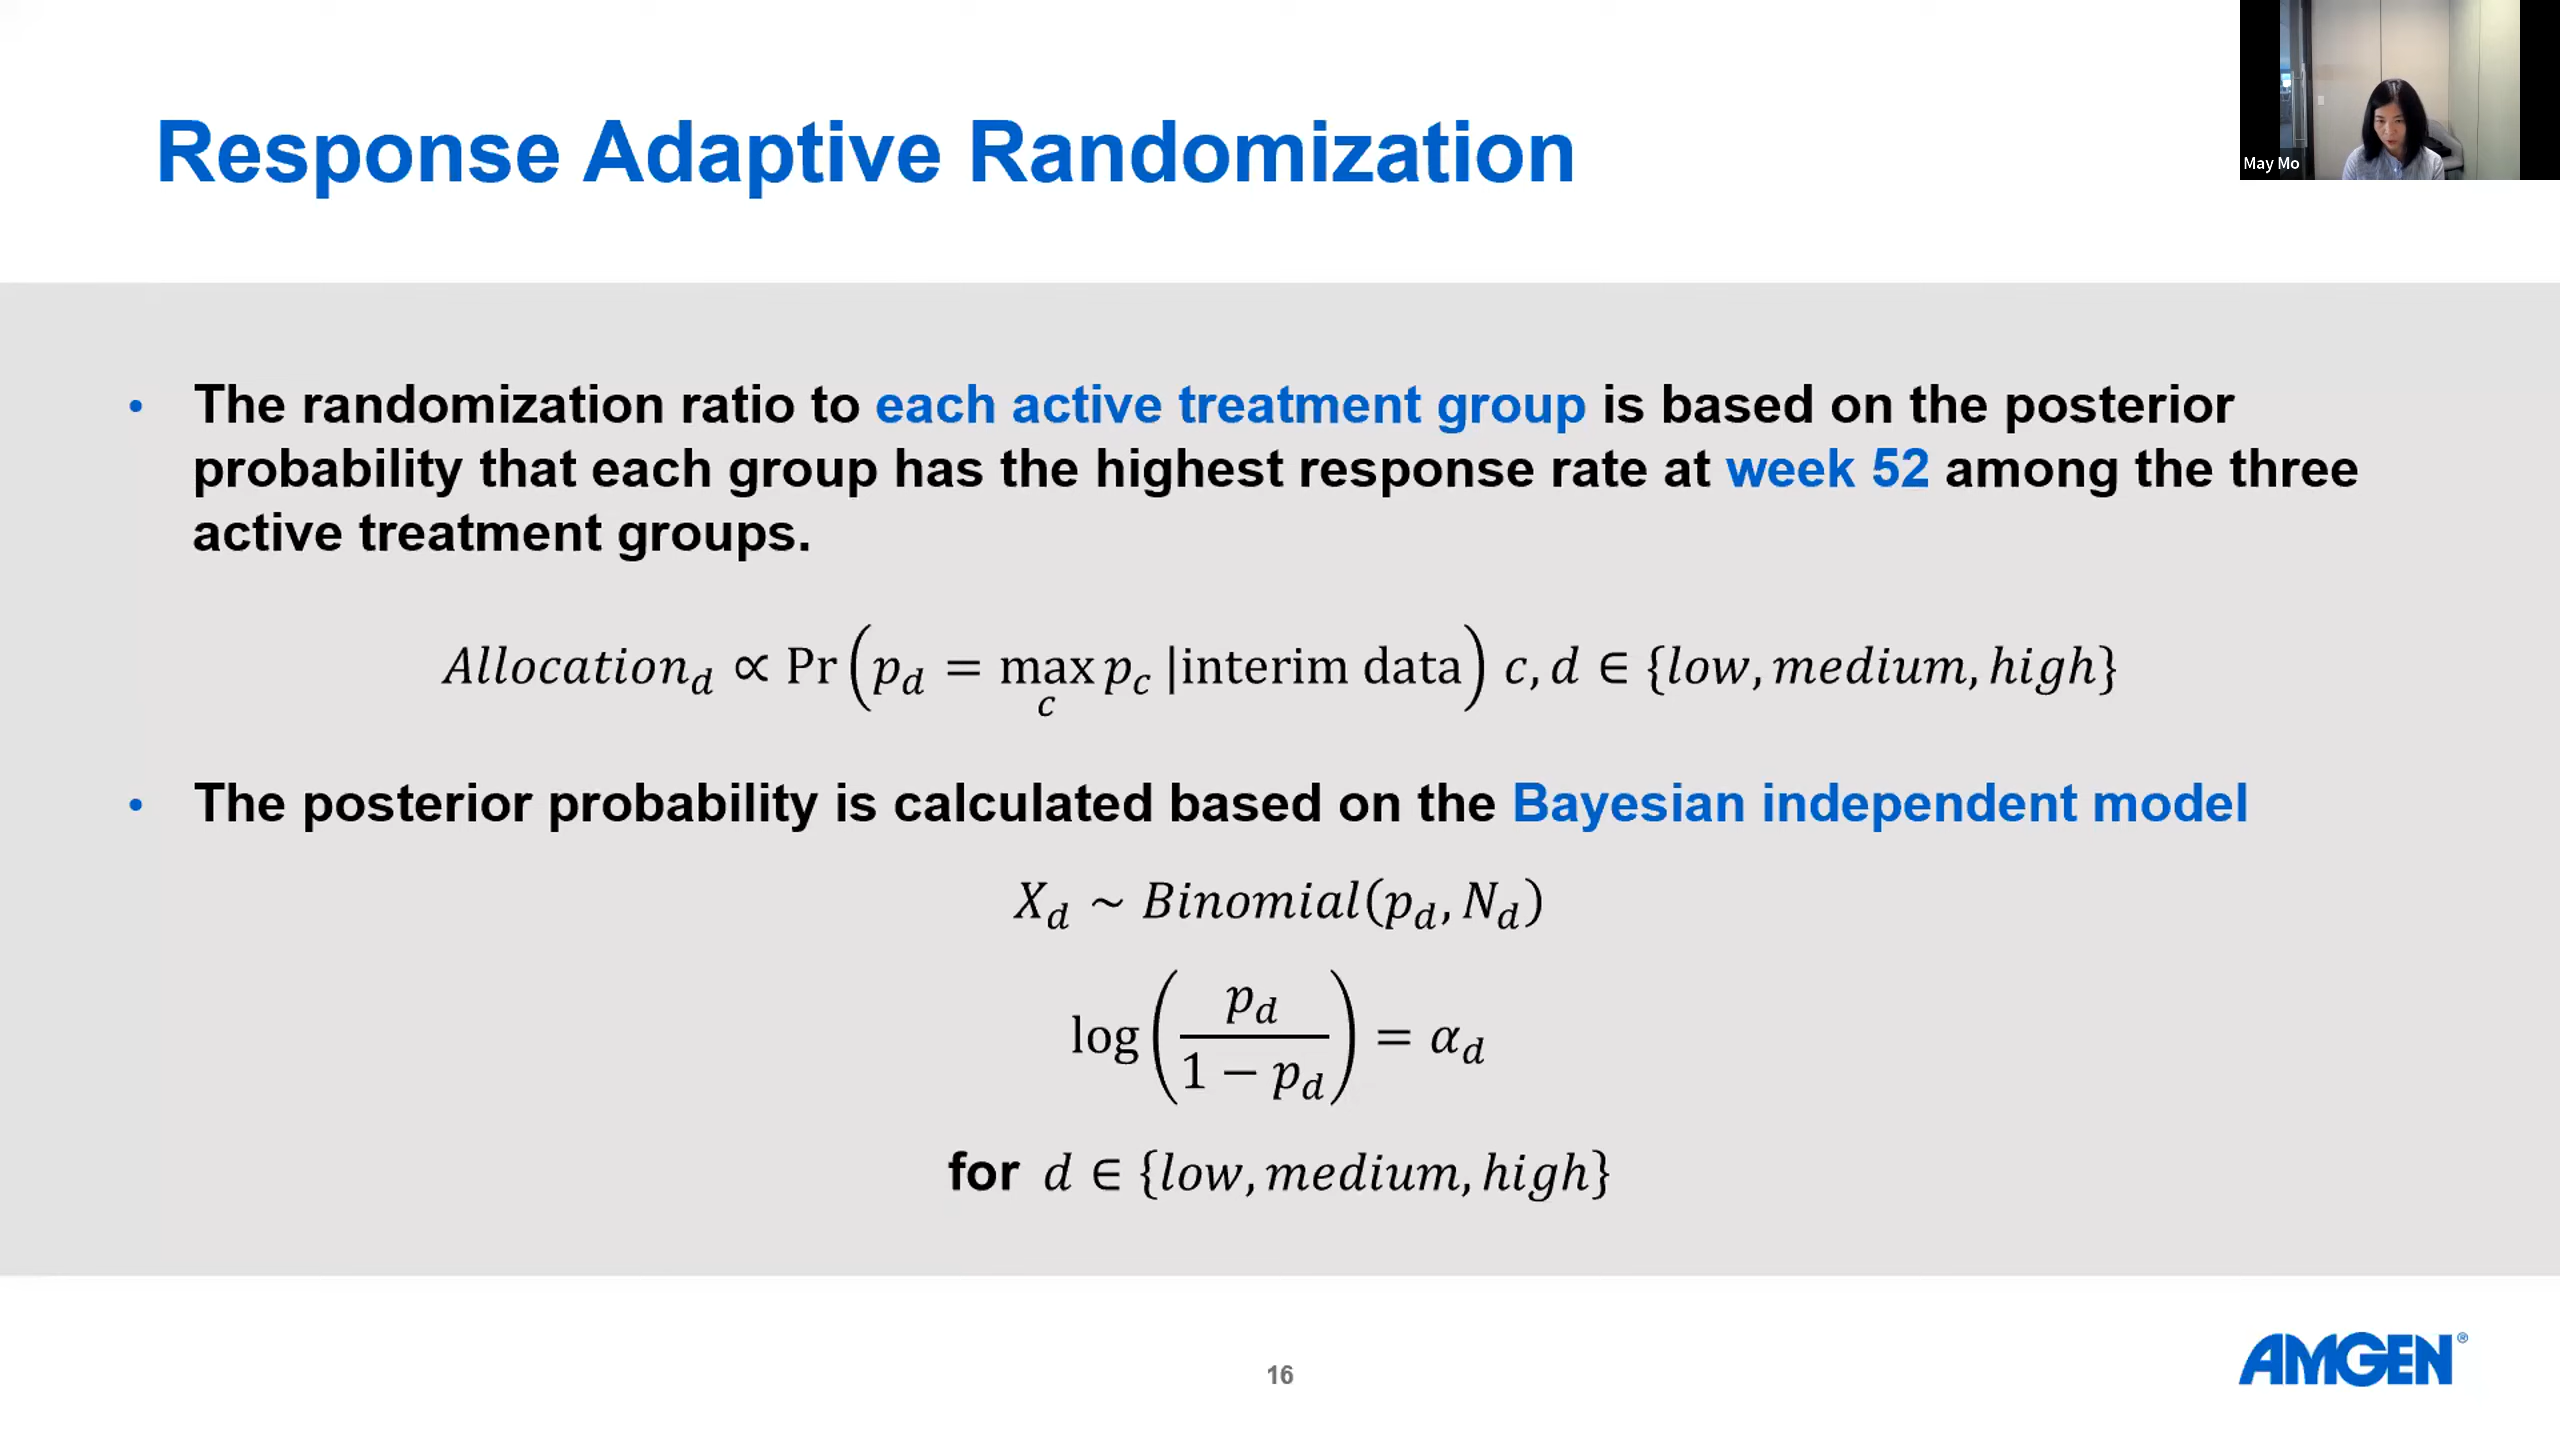 Response Adaptive Randomization
May Mo
• The randomization ratio to each active treatment group is based on the posterior
probability that each group has the highest response rate at week 52 among the three
active treatment groups.
Allocation_d ∝ Pr(p_d = max_c p_c |interim data) c, d ∈ {low, medium, high}
• The posterior probability is calculated based on the Bayesian independent model
X_d ~ Binomial(p_d, N_d)
log(p_d / (1 − p_d)) = α_d
for d ∈ {low, medium, high}
16
AMGEN®